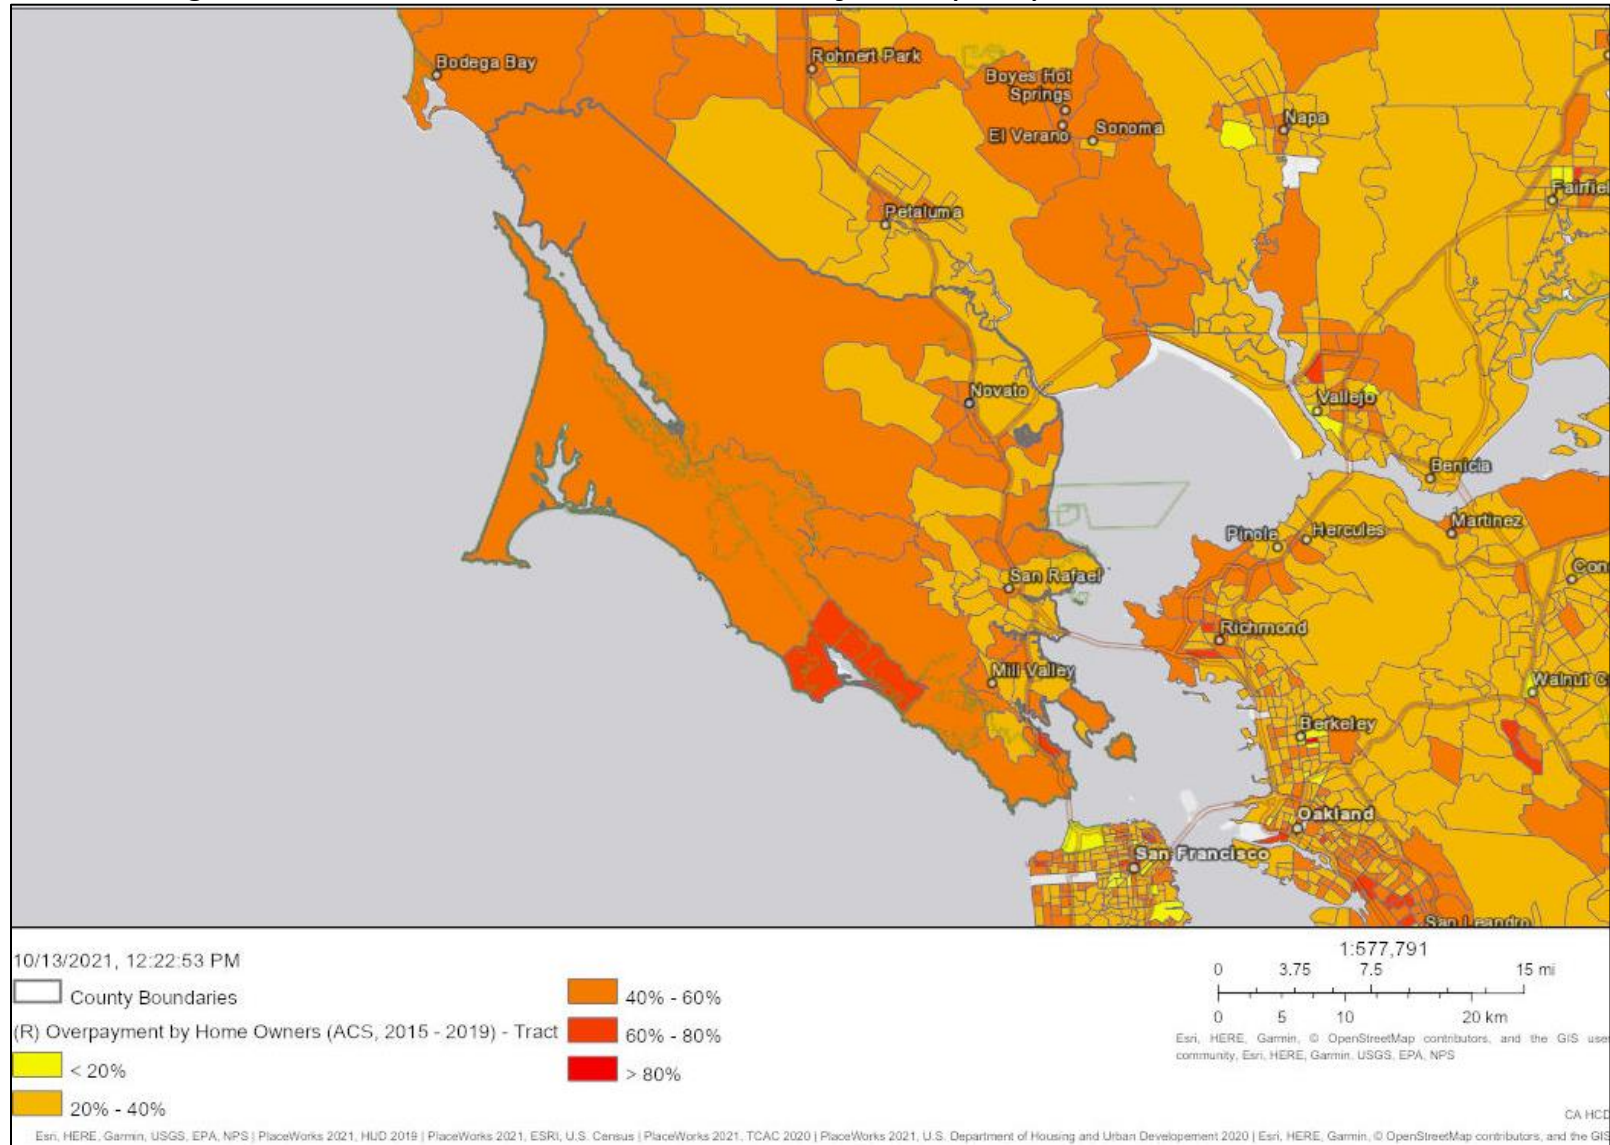 Bodega Bay
Rohnert Park
Boyes Hot
Springs
El Verano
Sonoma
Napa
Petaluma
Novato
Vallejo
Benicia
Martinez
Pinole
Hercules
San Rafael
Richmond
Mill Valley
Berkeley
Oakland
San Francisco
San Leandro
10/13/2021, 12:22:53 PM
County Boundaries
(R) Overpayment by Home Owners (ACS, 2015 - 2019) - Tract
< 20%
20% - 40%
40% - 60%
60% - 80%
> 80%
1:577,791
0 3.75 7.5 15 mi
0 5 10 20 km
Esri, HERE, Garmin, © OpenStreetMap contributors, and the GIS user
community, Esri, HERE, Garmin, USGS, EPA, NPS
CA HCD
Esri, HERE, Garmin, USGS, EPA, NPS | PlaceWorks 2021, HUD 2019 | PlaceWorks 2021, ESRI, U.S. Census | PlaceWorks 2021, TCAC 2020 | PlaceWorks 2021, U.S. Department of Housing and Urban Developement 2020 | Esri, HERE, Garmin, © OpenStreetMap contributors, and the GIS